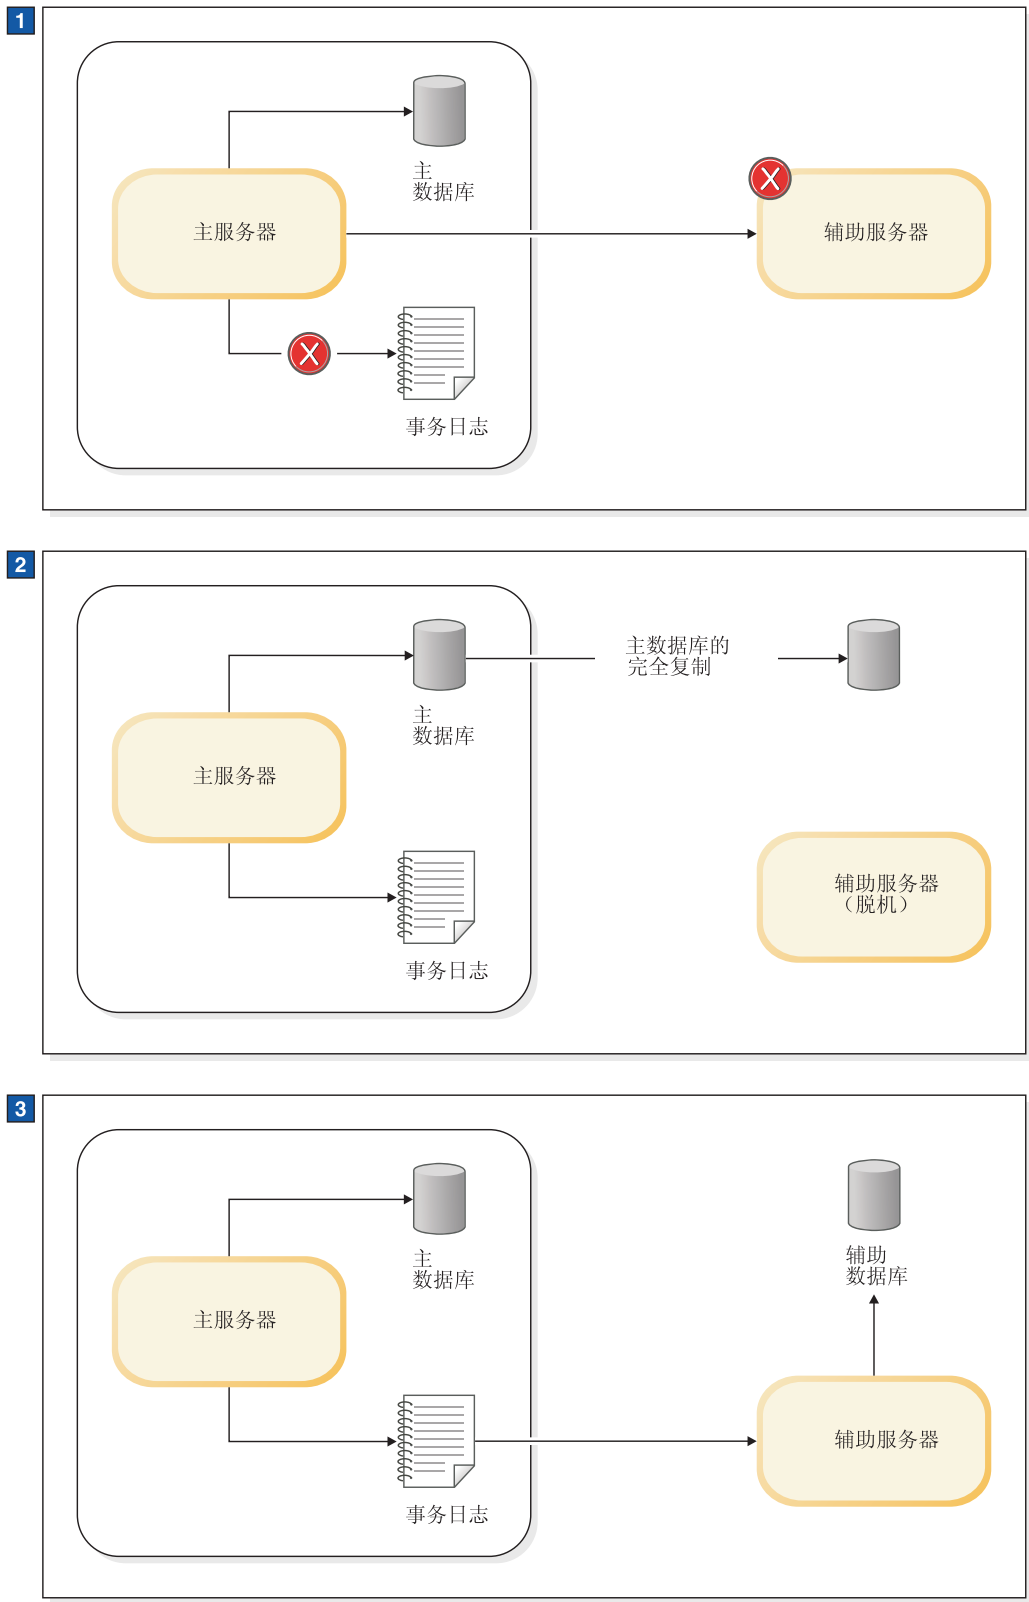 1
主
数据库
主服务器
辅助服务器
事务日志
2
主数据库的
完全复制
主
数据库
主服务器
辅助服务器
（脱机）
事务日志
3
主
数据库
辅助
数据库
主服务器
辅助服务器
事务日志